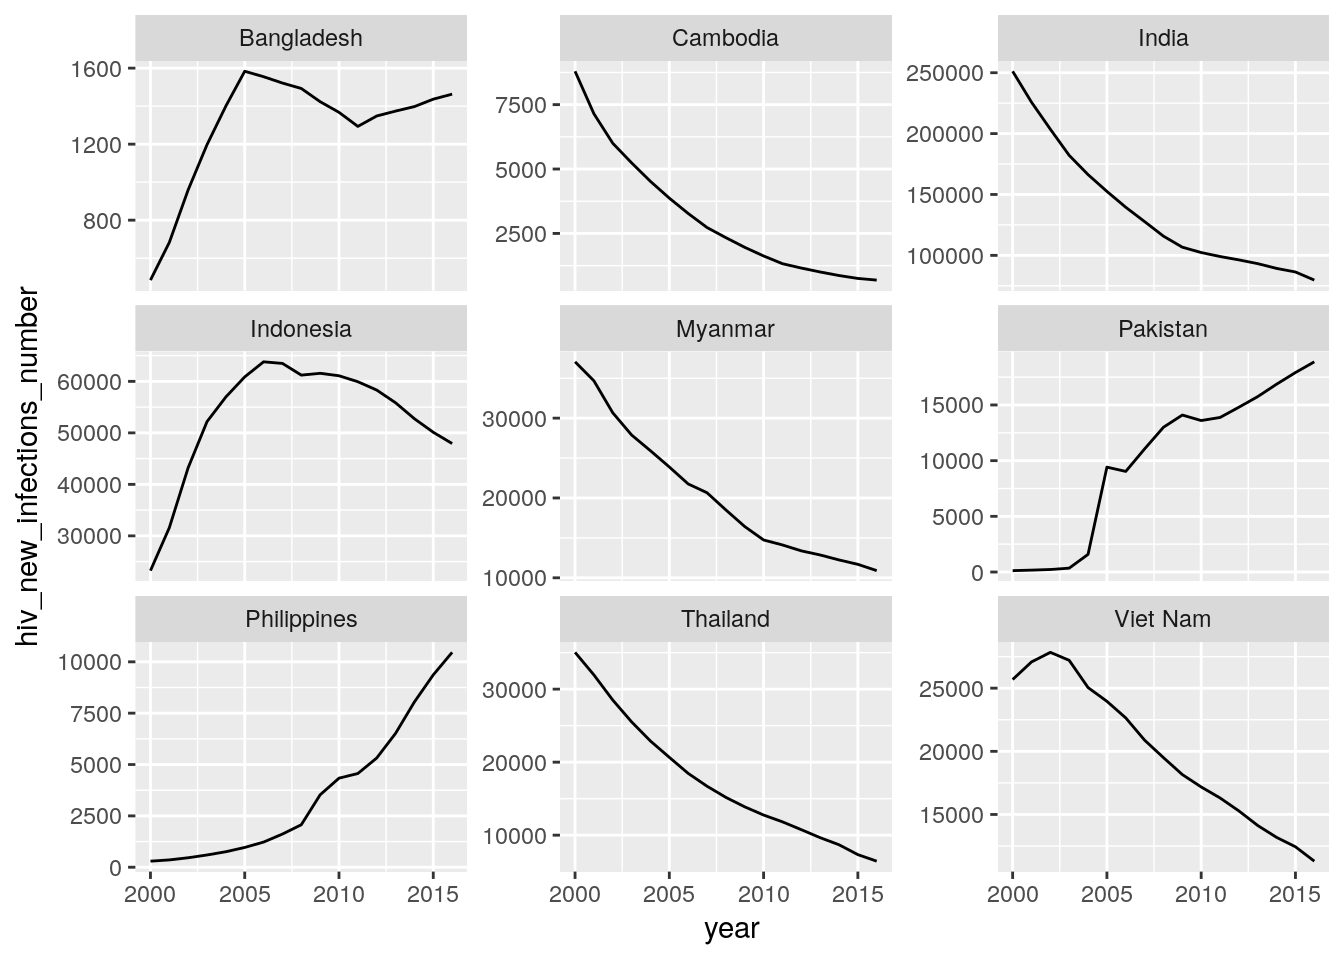 Bangladesh
Cambodia
India
1600
1200
800
7500
5000
2500
250000
200000
150000
100000
Indonesia
Myanmar
Pakistan
60000
50000
40000
30000
30000
20000
10000
15000
10000
5000
0
Philippines
Thailand
Viet Nam
10000
7500
5000
2500
0
30000
20000
10000
25000
20000
15000
2000 2005 2010 2015
2000 2005 2010 2015
2000 2005 2010 2015
year
hiv_new_infections_number